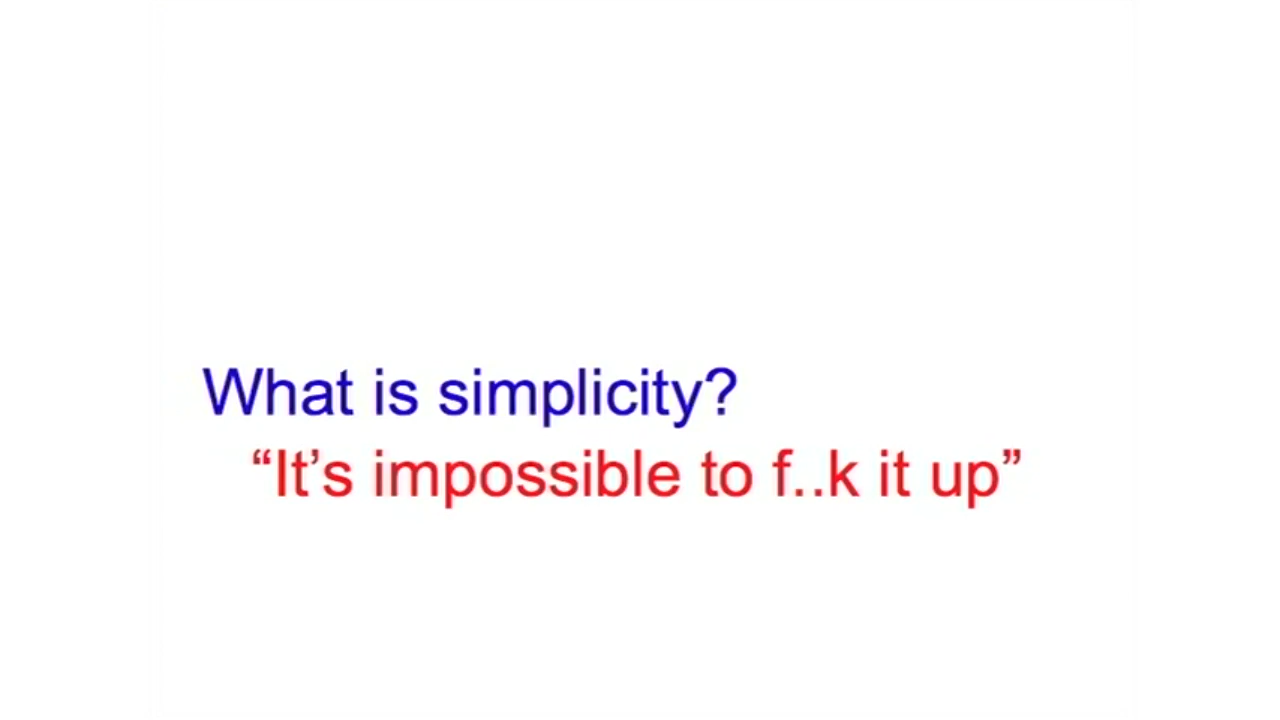 What is simplicity?
“It’s impossible to f..k it up”